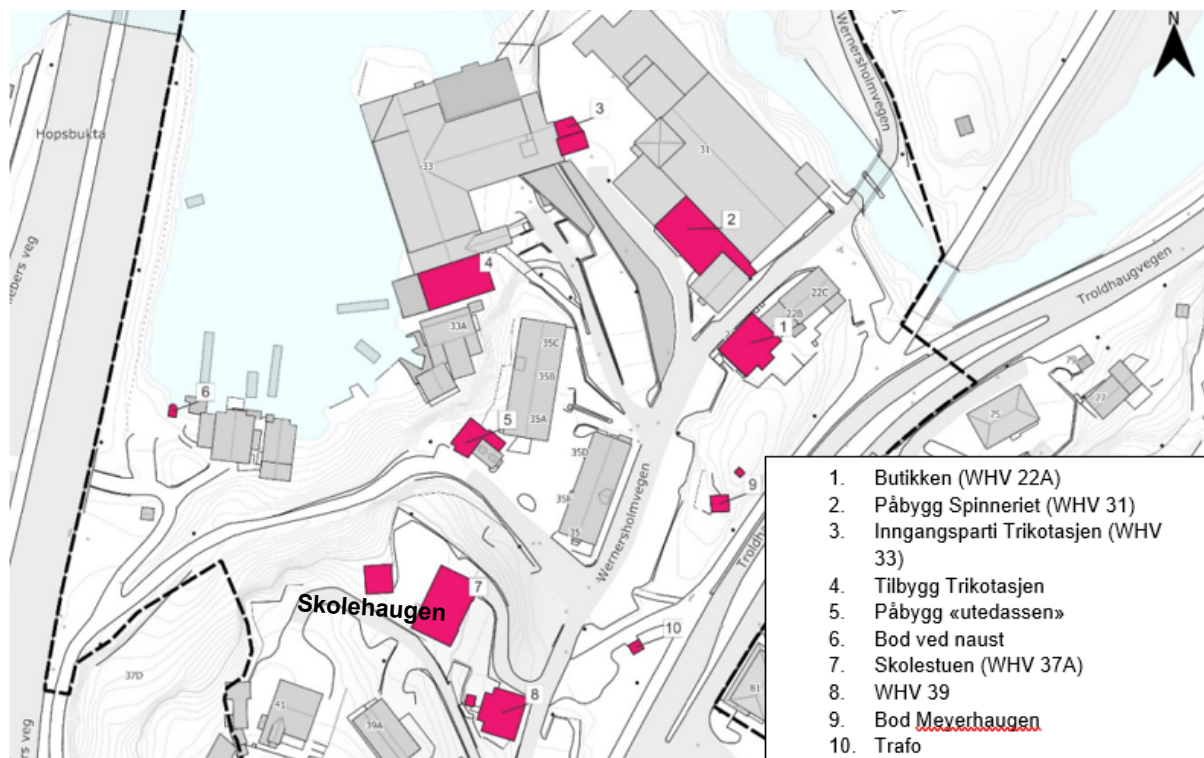 N
Hopsbukta
Wernersholmvegen
3
33
31
2
4
22C
22B
1
Troldhaugvegen
33A
35C
35B
35A
6
5
35D
79
77
75
9
35
Wernersholmvegen
Skolehaugen
7
10
37D
41
39A
8
81
1. Butikken (WHV 22A)
2. Påbygg Spinneriet (WHV 31)
3. Inngangsparti Trikotasjen (WHV
33)
4. Tilbygg Trikotasjen
5. Påbygg «utedassen»
6. Bod ved naust
7. Skolestuen (WHV 37A)
8. WHV 39
9. Bod Meyerhaugen
10. Trafo